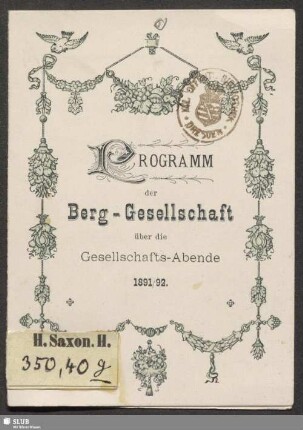 PROGRAMM
der
Berg-Gesellschaft
über die
Gesellschafts-Abende
1891/92.
H. Saxon. H.
350,40 g
SLUB